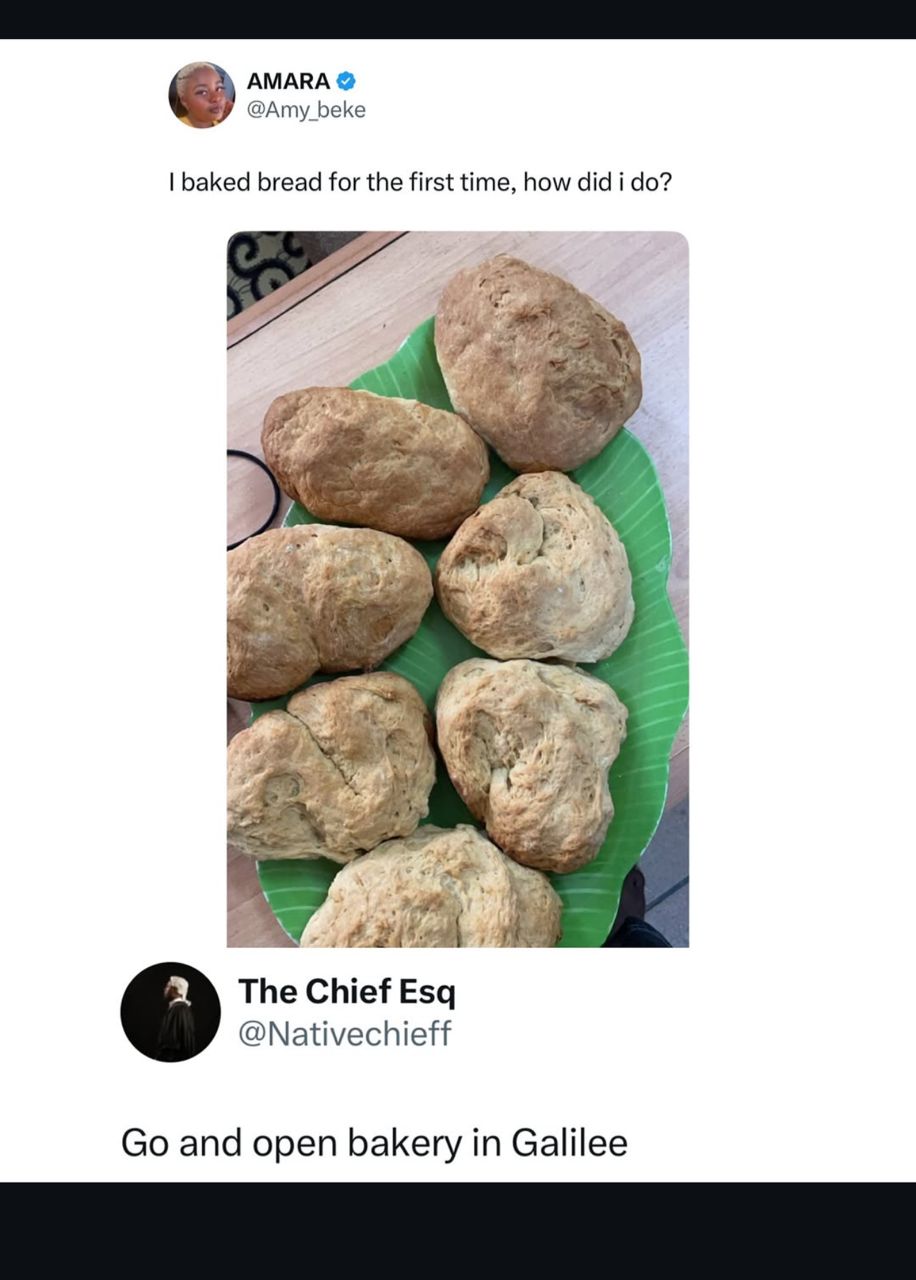 AMARA
@Amy_beke
I baked bread for the first time, how did i do?
The Chief Esq
@Nativechieff
Go and open bakery in Galilee